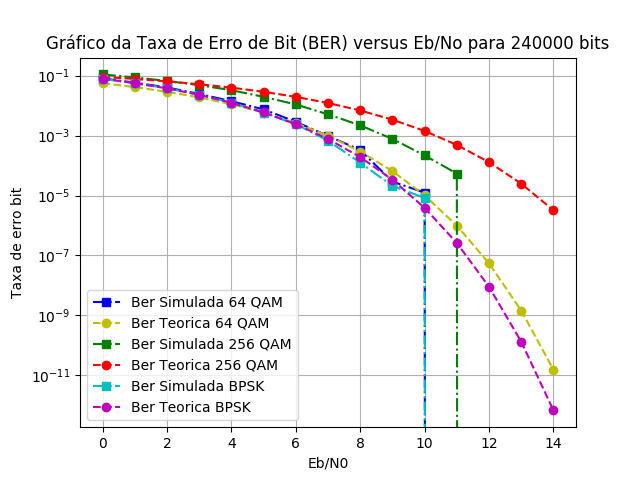 Gráfico da Taxa de Erro de Bit (BER) versus Eb/No para 240000 bits
Taxa de erro bit
10⁻¹
10⁻³
10⁻⁵
10⁻⁷
10⁻⁹
10⁻¹¹
Ber Simulada 64 QAM
Ber Teorica 64 QAM
Ber Simulada 256 QAM
Ber Teorica 256 QAM
Ber Simulada BPSK
Ber Teorica BPSK
0 2 4 6 8 10 12 14
Eb/N0